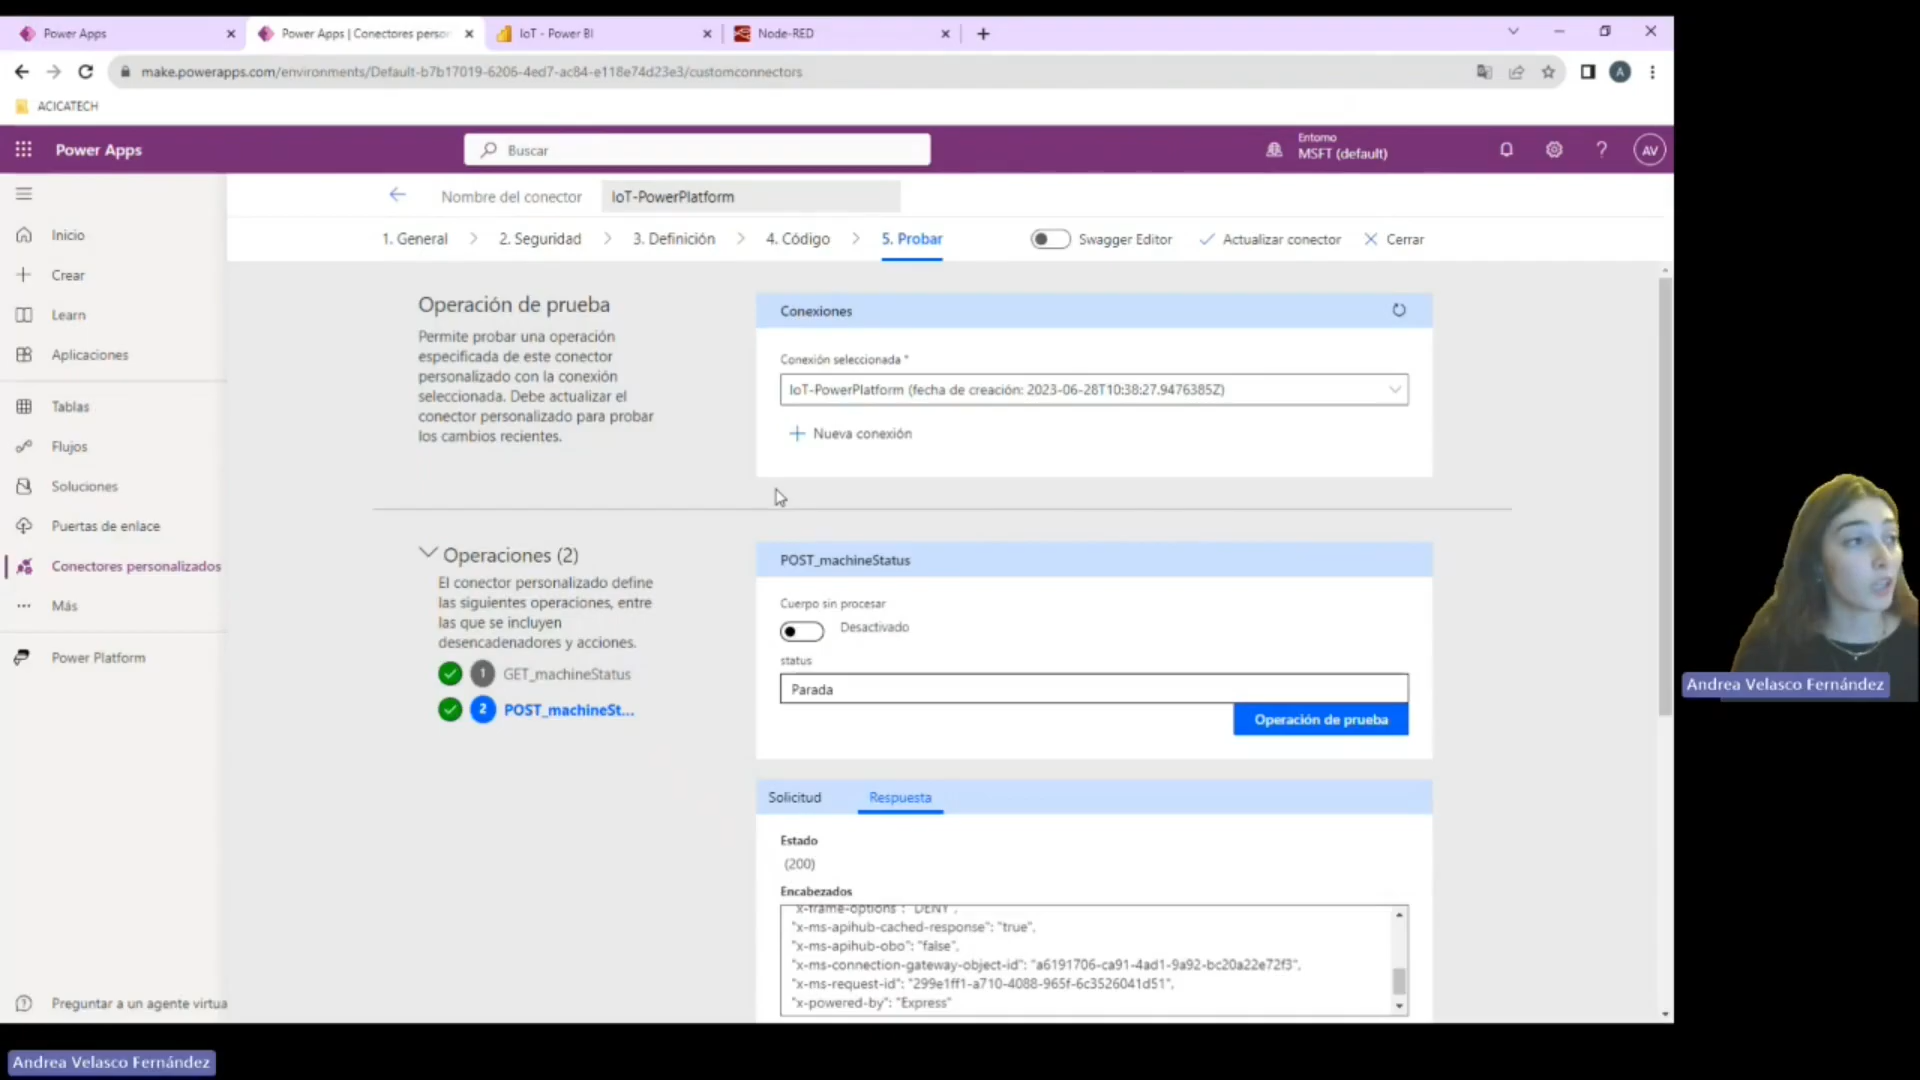 Power Apps
Power Apps | Conectores perso
IoT - Power BI
Node-RED
make.powerapps.com/environments/Default-b7b17019-6206-4ed7-ac84-e118e74d23e3/customconnectors
A
ACICATECH
Power Apps
Buscar
Entorno
MSFT (default)
?
AV
Nombre del conector
IoT-PowerPlatform
1. General
2. Seguridad
3. Definición
4. Código
5. Probar
Swagger Editor
Actualizar conector
Cerrar
Inicio
Crear
Learn
Aplicaciones
Tablas
Flujos
Soluciones
Puertas de enlace
Conectores personalizados
Más
Power Platform
Preguntar a un agente virtua
Operación de prueba
Permite probar una operación
especificada de este conector
personalizado con la conexión
seleccionada. Debe actualizar el
conector personalizado para probar
los cambios recientes.
Conexiones
Conexión seleccionada *
IoT-PowerPlatform (fecha de creación: 2023-06-28T10:38:27.9476385Z)
Nueva conexión
Operaciones (2)
El conector personalizado define
las siguientes operaciones, entre
las que se incluyen
desencadenadores y acciones.
1 GET_machineStatus
2 POST_machineSt...
POST_machineStatus
Cuerpo sin procesar
Desactivado
status
Parada
Operación de prueba
Solicitud
Respuesta
Estado
(200)
Encabezados
"x-frame-options": "DENY",
"x-ms-apihub-cached-response": "true",
"x-ms-apihub-obo": "false",
"x-ms-connection-gateway-object-id": "a6191706-ca91-4ad1-9a92-bc20a22e72f3",
"x-ms-request-id": "299e1ff1-a710-4088-965f-6c3526041d51",
"x-powered-by": "Express"
Andrea Velasco Fernández
Andrea Velasco Fernández